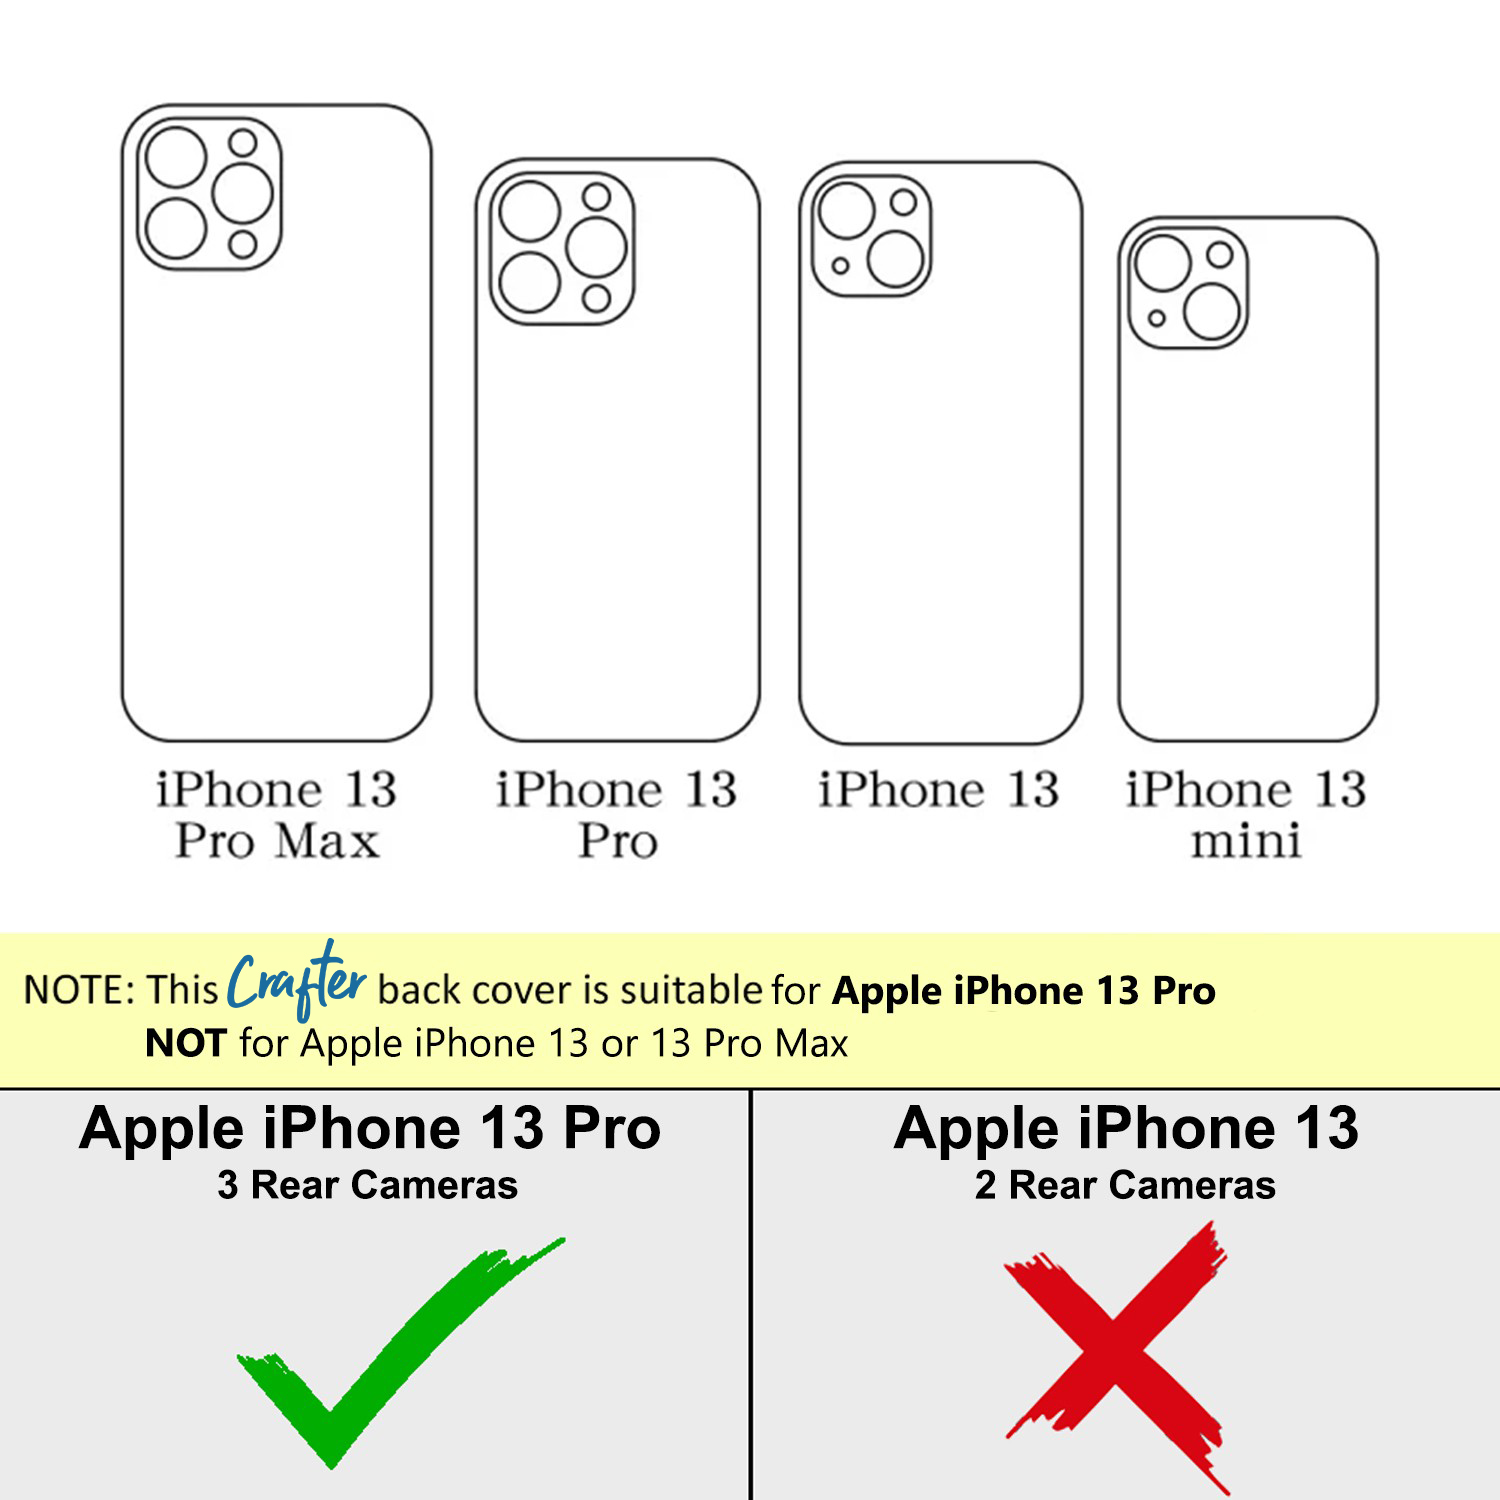 iPhone 13
Pro Max
iPhone 13
Pro
iPhone 13
iPhone 13
mini
NOTE: This Crafter back cover is suitable for Apple iPhone 13 Pro
NOT for Apple iPhone 13 or 13 Pro Max
Apple iPhone 13 Pro
3 Rear Cameras
Apple iPhone 13
2 Rear Cameras